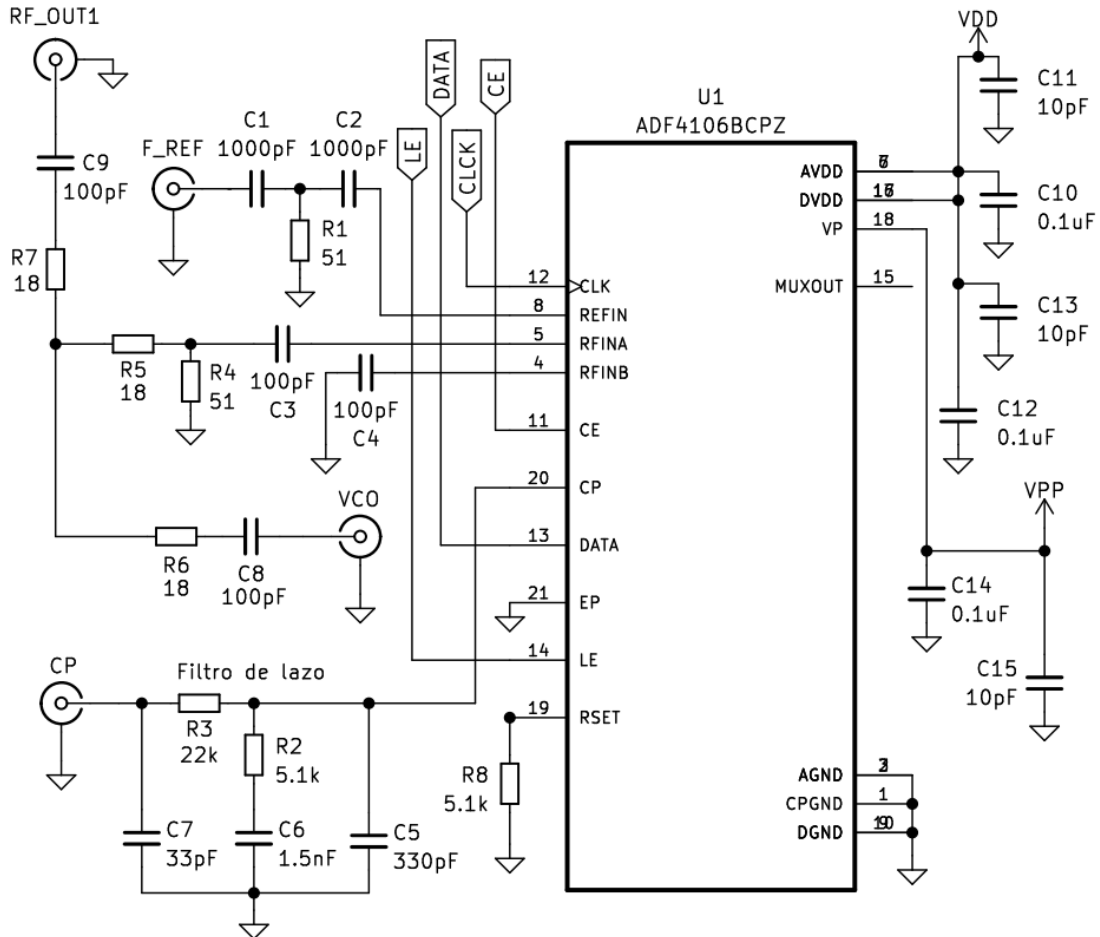 RF_OUT1
C9
100pF
R7
18
F_REF
C1
1000pF
C2
1000pF
R1
51
DATA
LE
CLCK
CE
R5
18
R4
51
100pF
C3
100pF
C4
R6
18
C8
100pF
VCO
CP
Filtro de lazo
R3
22k
R2
5.1k
C7
33pF
C6
1.5nF
C5
330pF
R8
5.1k
U1
ADF4106BCPZ
12 CLK
8 REFIN
5 RFINA
4 RFINB
11 CE
20 CP
13 DATA
21 EP
14 LE
19 RSET
AVDD
DVDD
VP 18
MUXOUT 15
AGND
CPGND 1
DGND
VDD
C11
10pF
C10
0.1uF
C13
10pF
C12
0.1uF
VPP
C14
0.1uF
C15
10pF